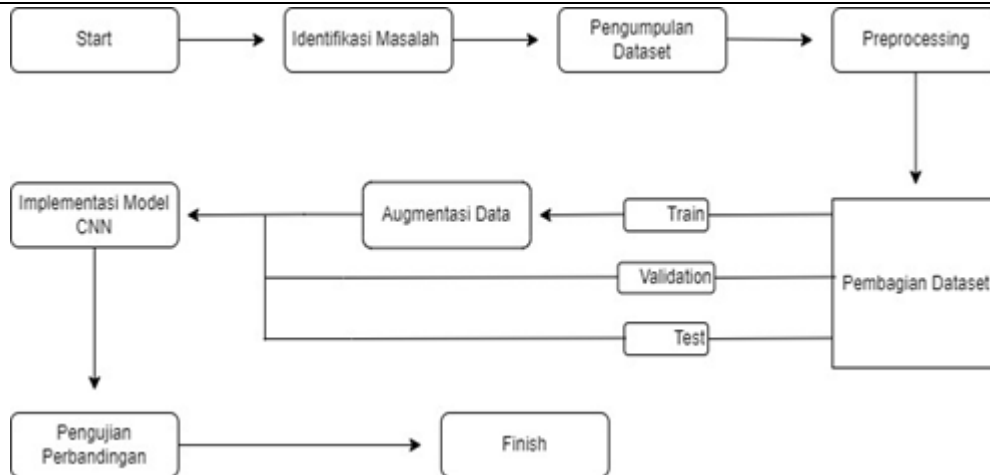 Start
Identifikasi Masalah
Pengumpulan
Dataset
Preprocessing
Implementasi Model
CNN
Augmentasi Data
Train
Validation
Test
Pembagian Dataset
Pengujian
Perbandingan
Finish